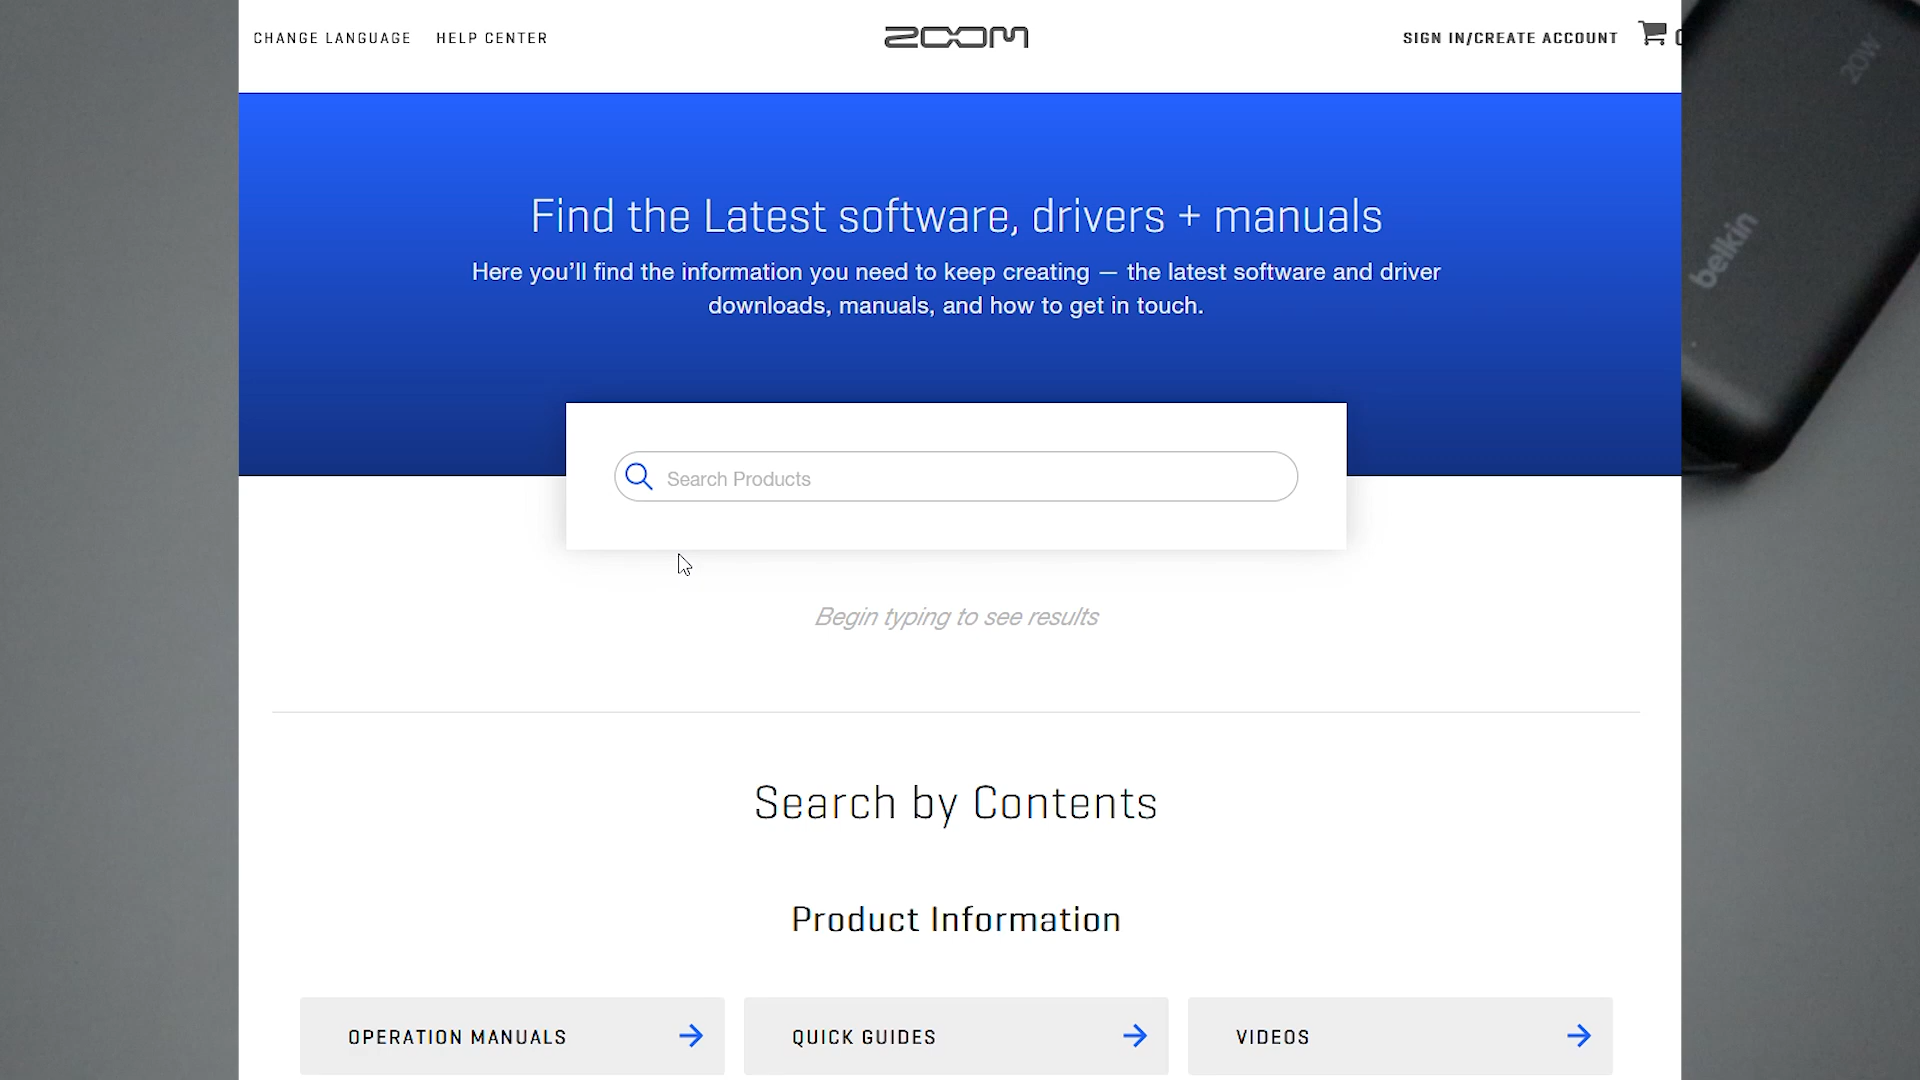 CHANGE LANGUAGE HELP CENTER ZOOM SIGN IN/CREATE ACCOUNT
20W
belkin
Find the Latest software, drivers + manuals
Here you’ll find the information you need to keep creating — the latest software and driver
downloads, manuals, and how to get in touch.
Search Products
Begin typing to see results
Search by Contents
Product Information
OPERATION MANUALS QUICK GUIDES VIDEOS